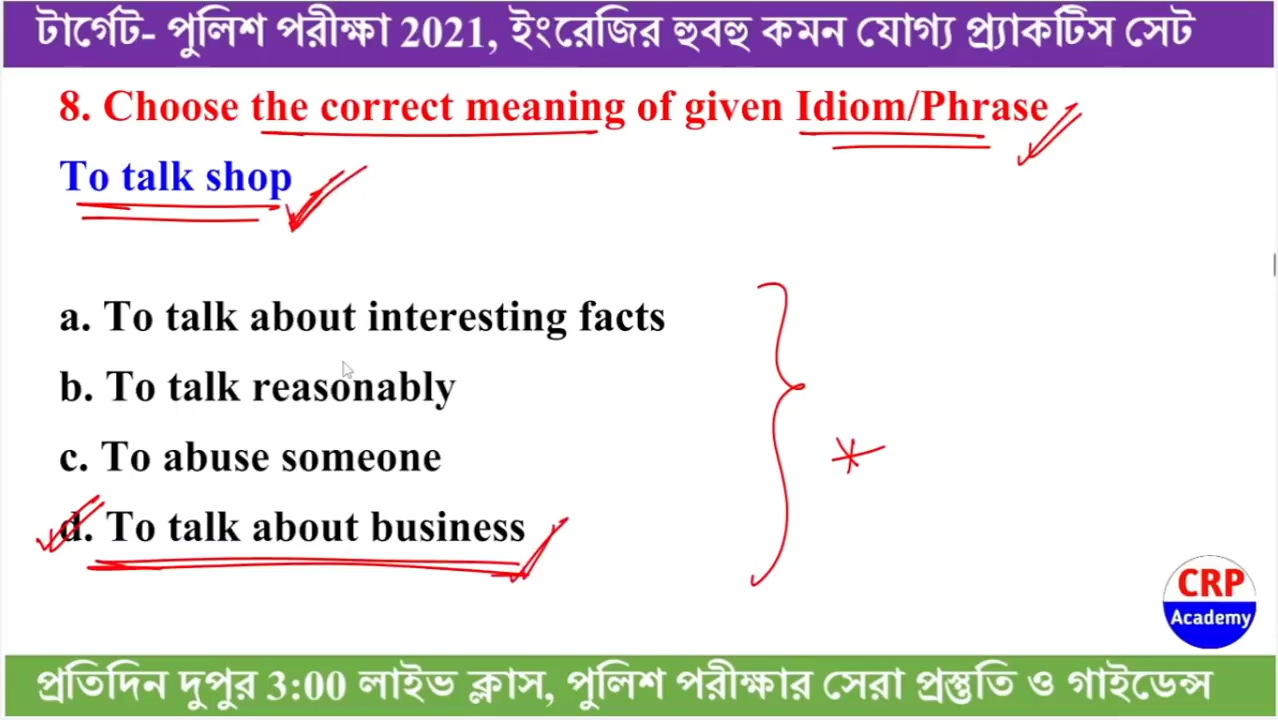 টার্গেট- পুলিশ পরীক্ষা 2021, ইংরেজির হুবহু কমন যোগ্য প্র্যাকটিস সেট
8. Choose the correct meaning of given Idiom/Phrase
To talk shop
a. To talk about interesting facts
b. To talk reasonably
c. To abuse someone
d. To talk about business
CRP
Academy
প্রতিদিন দুপুর 3:00 লাইভ ক্লাস, পুলিশ পরীক্ষার সেরা প্রস্তুতি ও গাইডেন্স